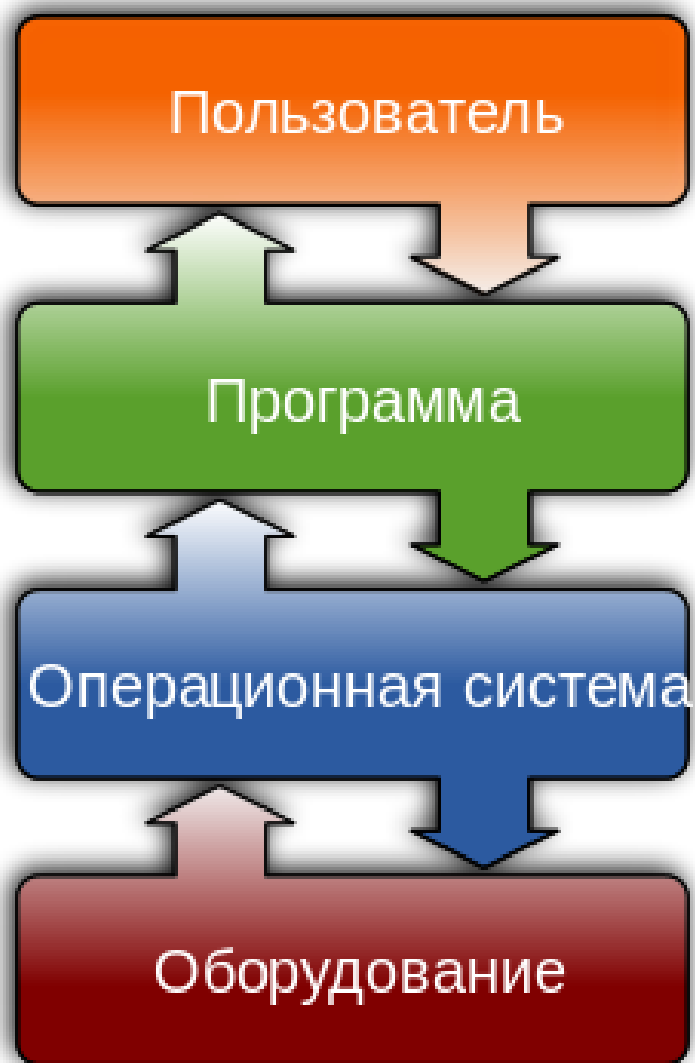 Пользователь
Программа
Операционная система
Оборудование